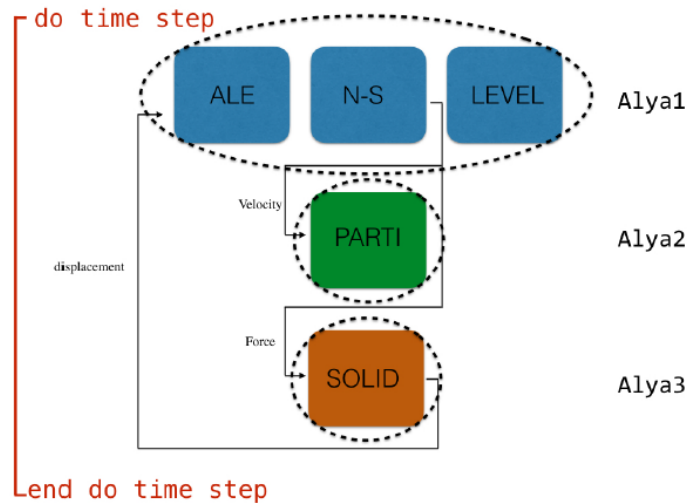 do time step
ALE N-S LEVEL Alya1
Velocity
PARTI Alya2
displacement
Force
SOLID Alya3
end do time step